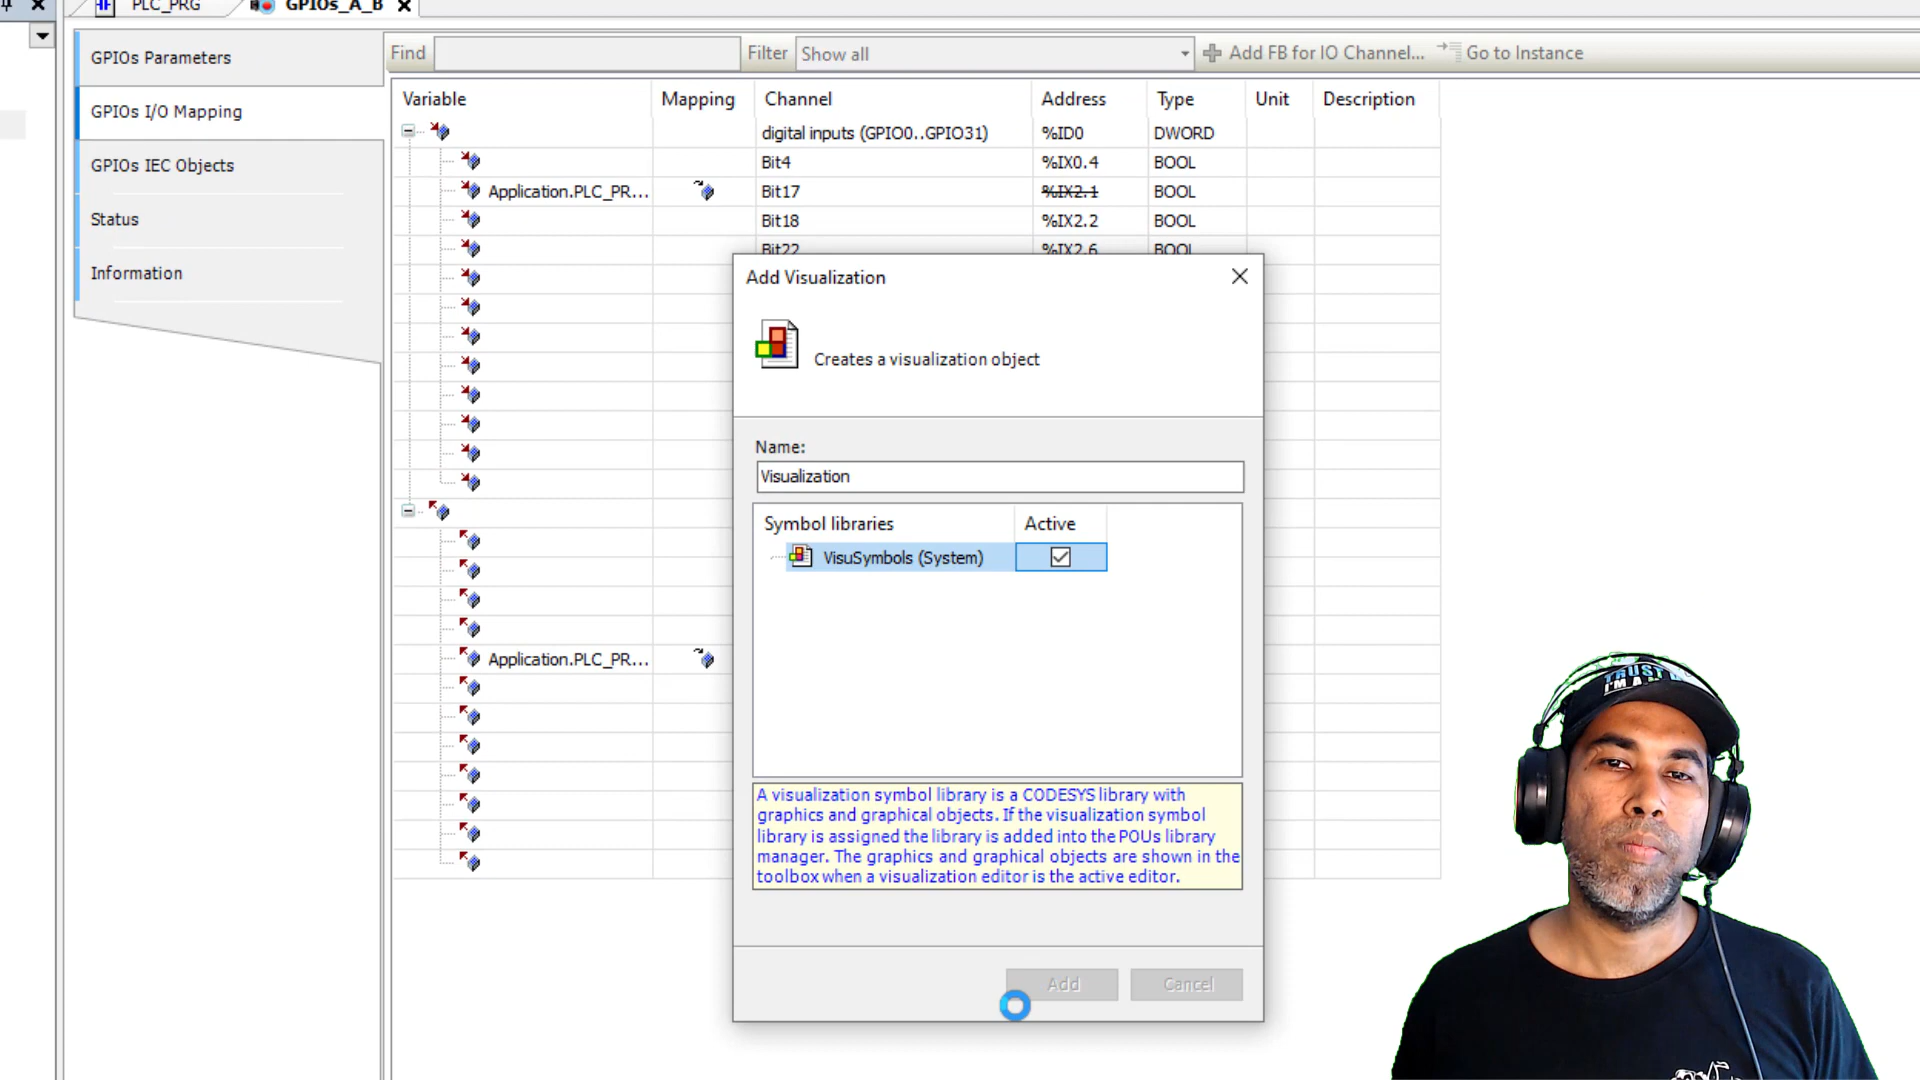 PLC_PRG
GPIOs_A_B
GPIOs Parameters
GPIOs I/O Mapping
GPIOs IEC Objects
Status
Information
Find
Filter
Show all
Add FB for IO Channel...
Go to Instance
Variable Mapping Channel Address Type Unit Description
digital inputs (GPIO0..GPIO31) %ID0 DWORD
Bit4 %IX0.4 BOOL
Application.PLC_PR... Bit17 %IX2.1 BOOL
Bit18 %IX2.2 BOOL
Bit22 %IX2.6 BOOL
Application.PLC_PR...
Add Visualization
Creates a visualization object
Name:
Visualization
Symbol libraries Active
VisuSymbols (System)
A visualization symbol library is a CODESYS library with
graphics and graphical objects. If the visualization symbol
library is assigned the library is added into the POUs library
manager. The graphics and graphical objects are shown in the
toolbox when a visualization editor is the active editor.
Add
Cancel
TRUST
I'M A